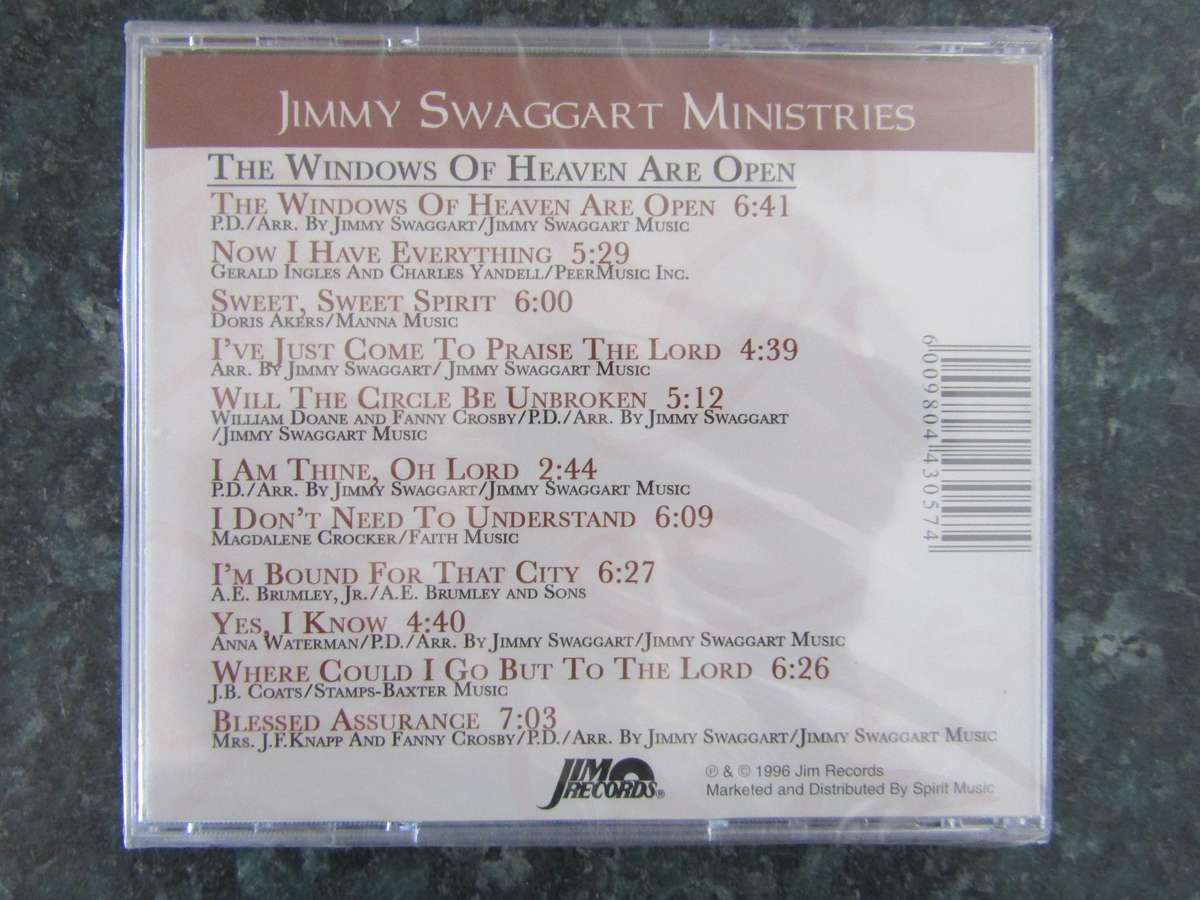 Jimmy Swaggart Ministries
The Windows Of Heaven Are Open
The Windows Of Heaven Are Open 6:41
P.D./Arr. By Jimmy Swaggart/Jimmy Swaggart Music
Now I Have Everything 5:29
Gerald Ingles And Charles Yandell/PeerMusic Inc.
Sweet, Sweet Spirit 6:00
Doris Akers/Manna Music
I've Just Come To Praise The Lord 4:39
Arr. By Jimmy Swaggart/ Jimmy Swaggart Music
Will The Circle Be Unbroken 5:12
William Doane and Fanny Crosby/P.D./Arr. By Jimmy Swaggart
/Jimmy Swaggart Music
I Am Thine, Oh Lord 2:44
P.D./Arr. By Jimmy Swaggart/Jimmy Swaggart Music
I Don't Need To Understand 6:09
Magdalene Crocker/Faith Music
I'm Bound For That City 6:27
A.E. Brumley, Jr./A.E. Brumley and Sons
Yes, I Know 4:40
Anna Waterman/P.D./Arr. By Jimmy Swaggart/Jimmy Swaggart Music
Where Could I Go But To The Lord 6:26
J.B. Coats/Stamps-Baxter Music
Blessed Assurance 7:03
Mrs. J.F.Knapp And Fanny Crosby/P.D./Arr. By Jimmy Swaggart/Jimmy Swaggart Music
JIM
RECORDS®
℗ & © 1996 Jim Records
Marketed and Distributed By Spirit Music
6009804430574